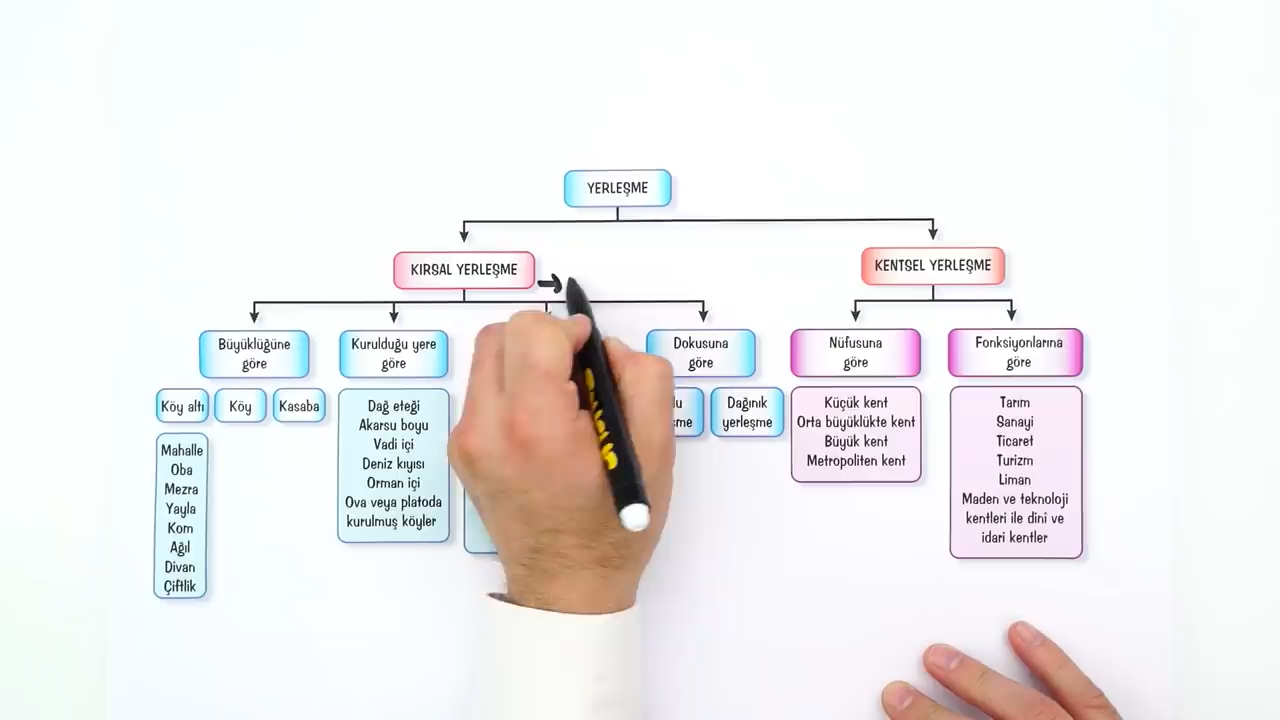 YERLEŞME
KIRSAL YERLEŞME
KENTSEL YERLEŞME
Büyüklüğüne
göre
Kurulduğu yere
göre
Dokusuna
göre
Nüfusuna
göre
Fonksiyonlarına
göre
Köy altı
Köy
Kasaba
Mahalle
Oba
Mezra
Yayla
Kom
Ağıl
Divan
Çiftlik
Dağ eteği
Akarsu boyu
Vadi içi
Deniz kıyısı
Orman içi
Ova veya platoda
kurulmuş köyler
Dağınık
yerleşme
Küçük kent
Orta büyüklükte kent
Büyük kent
Metropoliten kent
Tarım
Sanayi
Ticaret
Turizm
Liman
Maden ve teknoloji
kentleri ile dinî ve
idari kentler